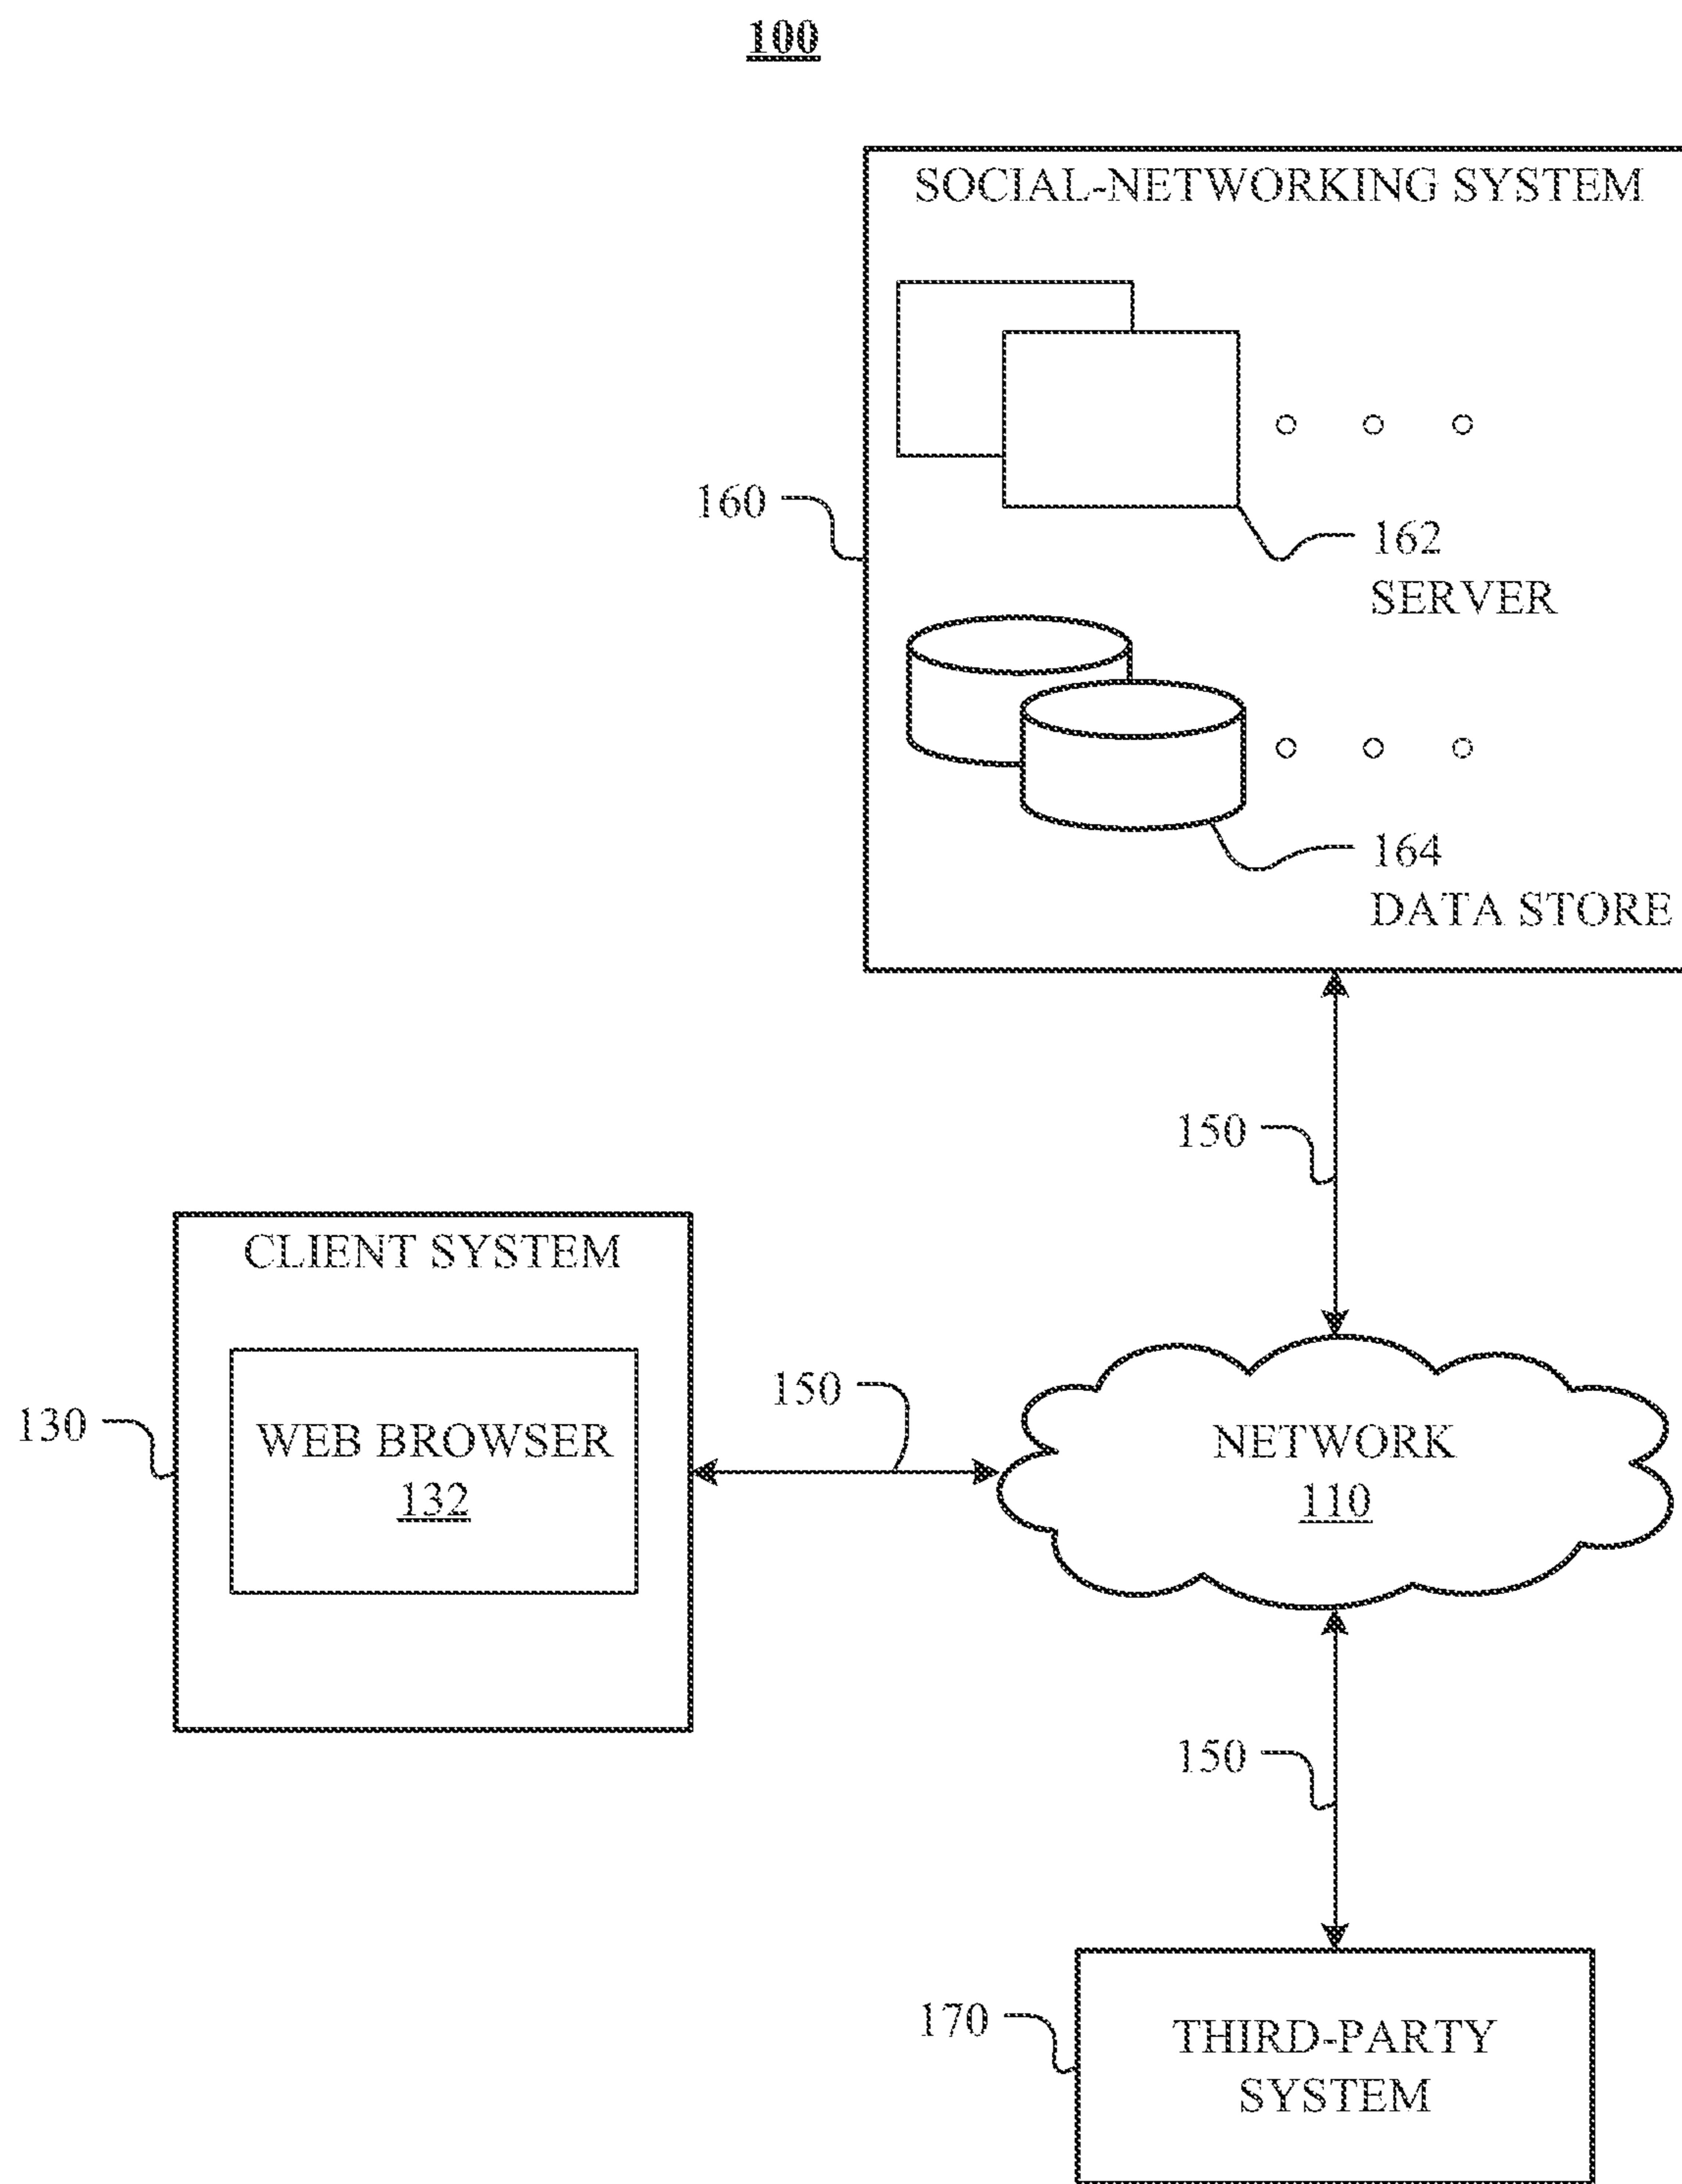 100
SOCIAL-NETWORKING SYSTEM
160
162
SERVER
164
DATA STORE
150
CLIENT SYSTEM
130
WEB BROWSER
132
150
NETWORK
110
150
170
THIRD-PARTY
SYSTEM